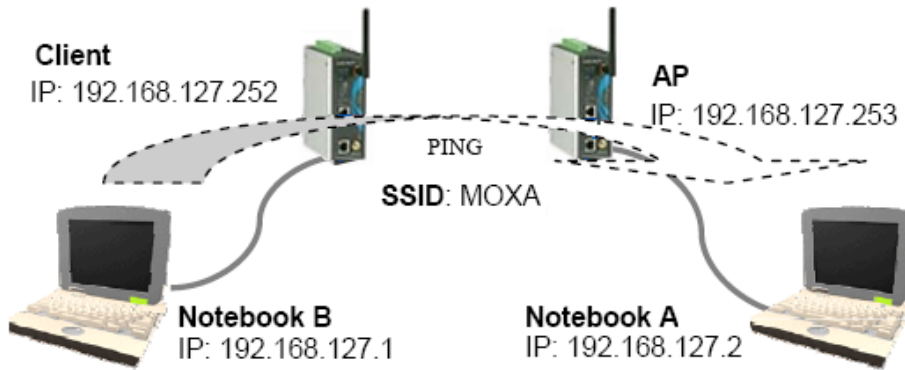 Client
IP: 192.168.127.252
AP
IP: 192.168.127.253
PING
SSID: MOXA
Notebook B
IP: 192.168.127.1
Notebook A
IP: 192.168.127.2